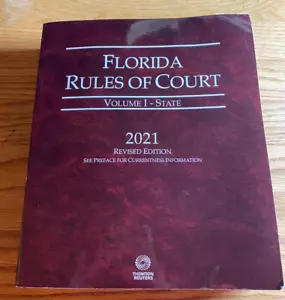 FLORIDA
RULES OF COURT
VOLUME I - STATE
2021
REVISED EDITION
SEE PREFACE FOR CURRENTNESS INFORMATION
THOMSON
REUTERS